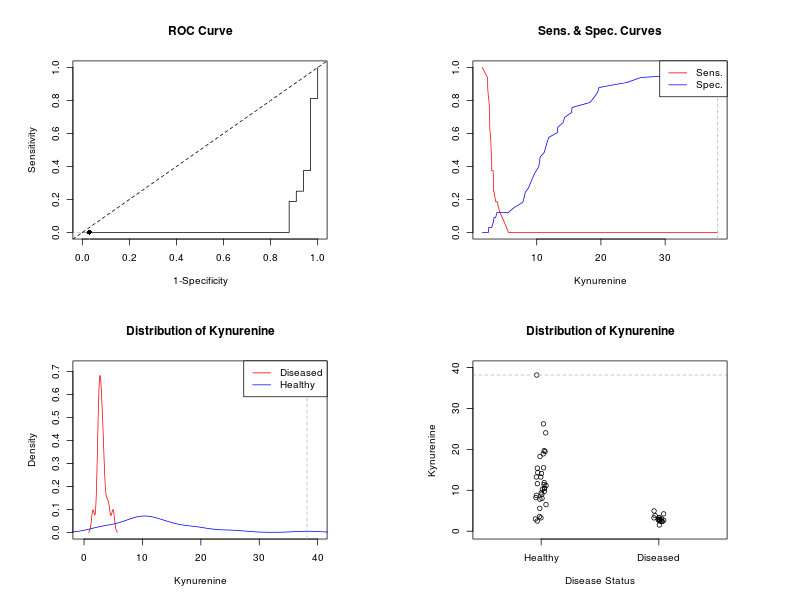 ROC Curve
Sensitivity
0.0 0.2 0.4 0.6 0.8 1.0
0.0 0.2 0.4 0.6 0.8 1.0
1-Specificity
Sens. & Spec. Curves
0.0 0.2 0.4 0.6 0.8 1.0
Sens.
Spec.
10 20 30
Kynurenine
Distribution of Kynurenine
Density
0.0 0.1 0.2 0.3 0.4 0.5 0.6 0.7
Diseased
Healthy
0 10 20 30 40
Kynurenine
Distribution of Kynurenine
Kynurenine
0 10 20 30 40
Healthy Diseased
Disease Status